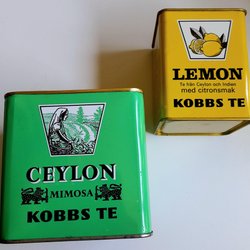 CEYLON
MIMOSA
KOBBS TE
LEMON
Te från Ceylon och Indien
med citronsmak
KOBBS TE